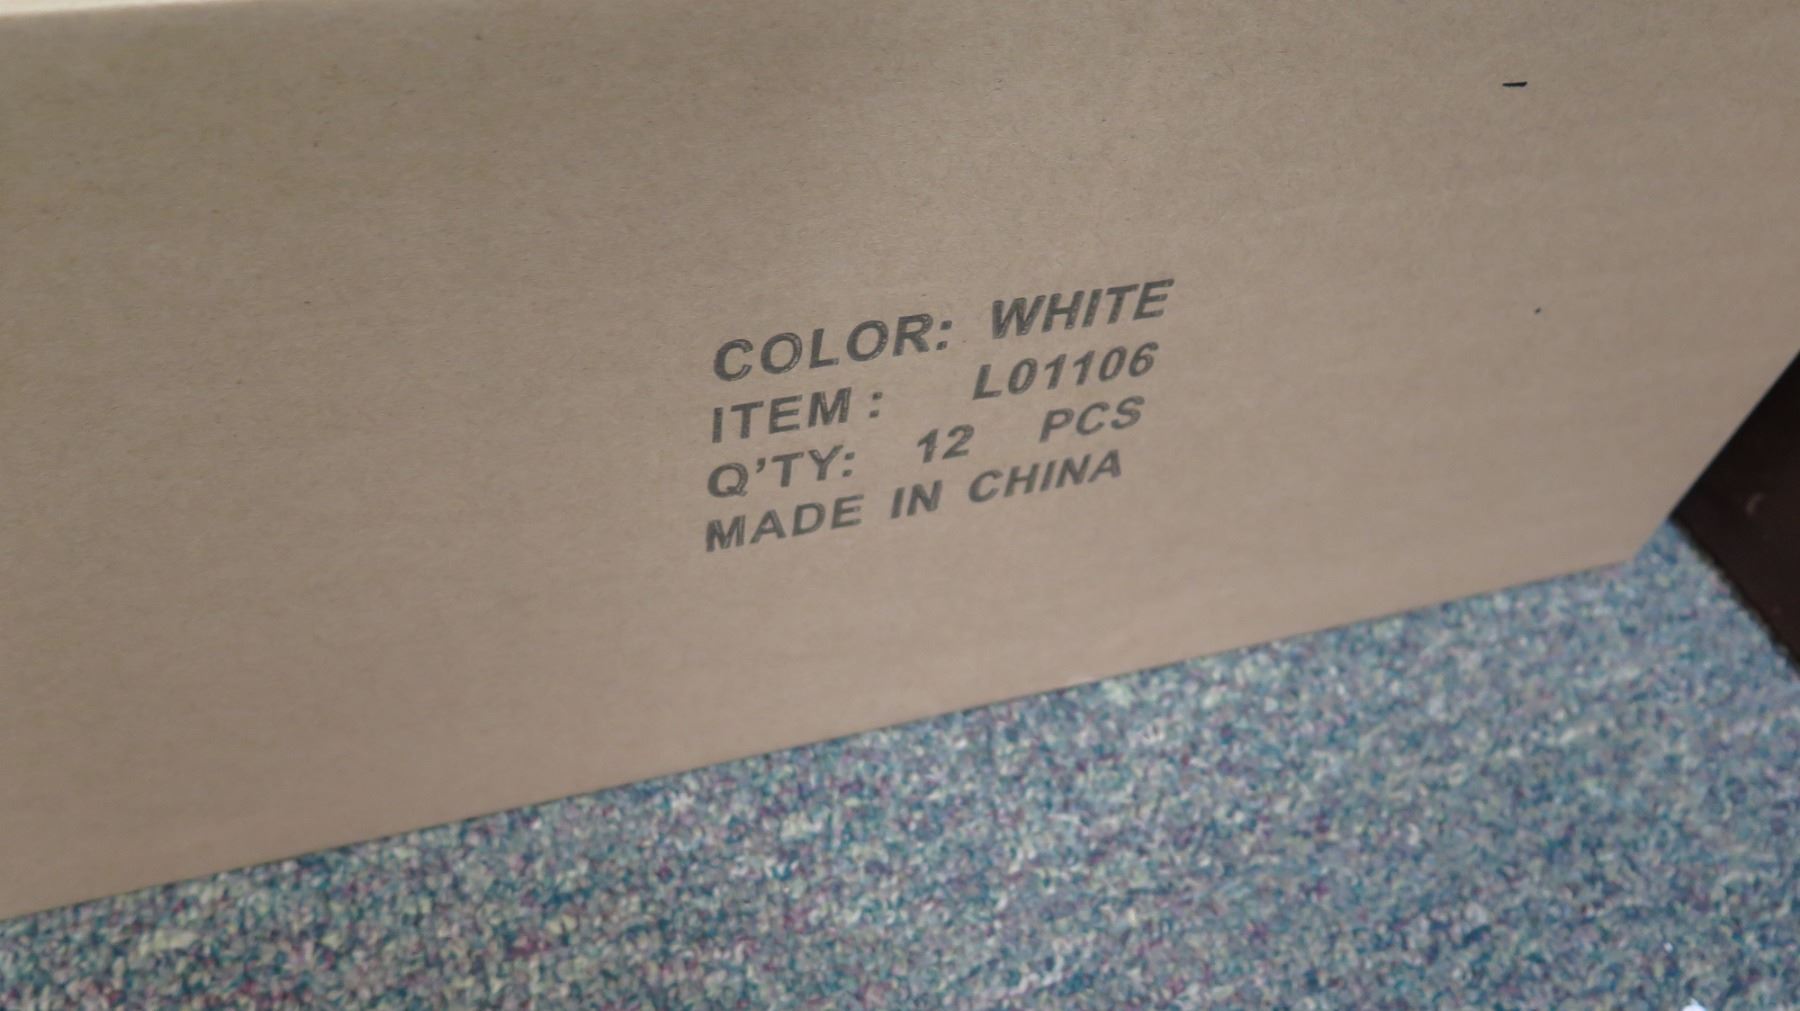 COLOR: WHITE
ITEM: L01106
Q'TY: 12 PCS
MADE IN CHINA